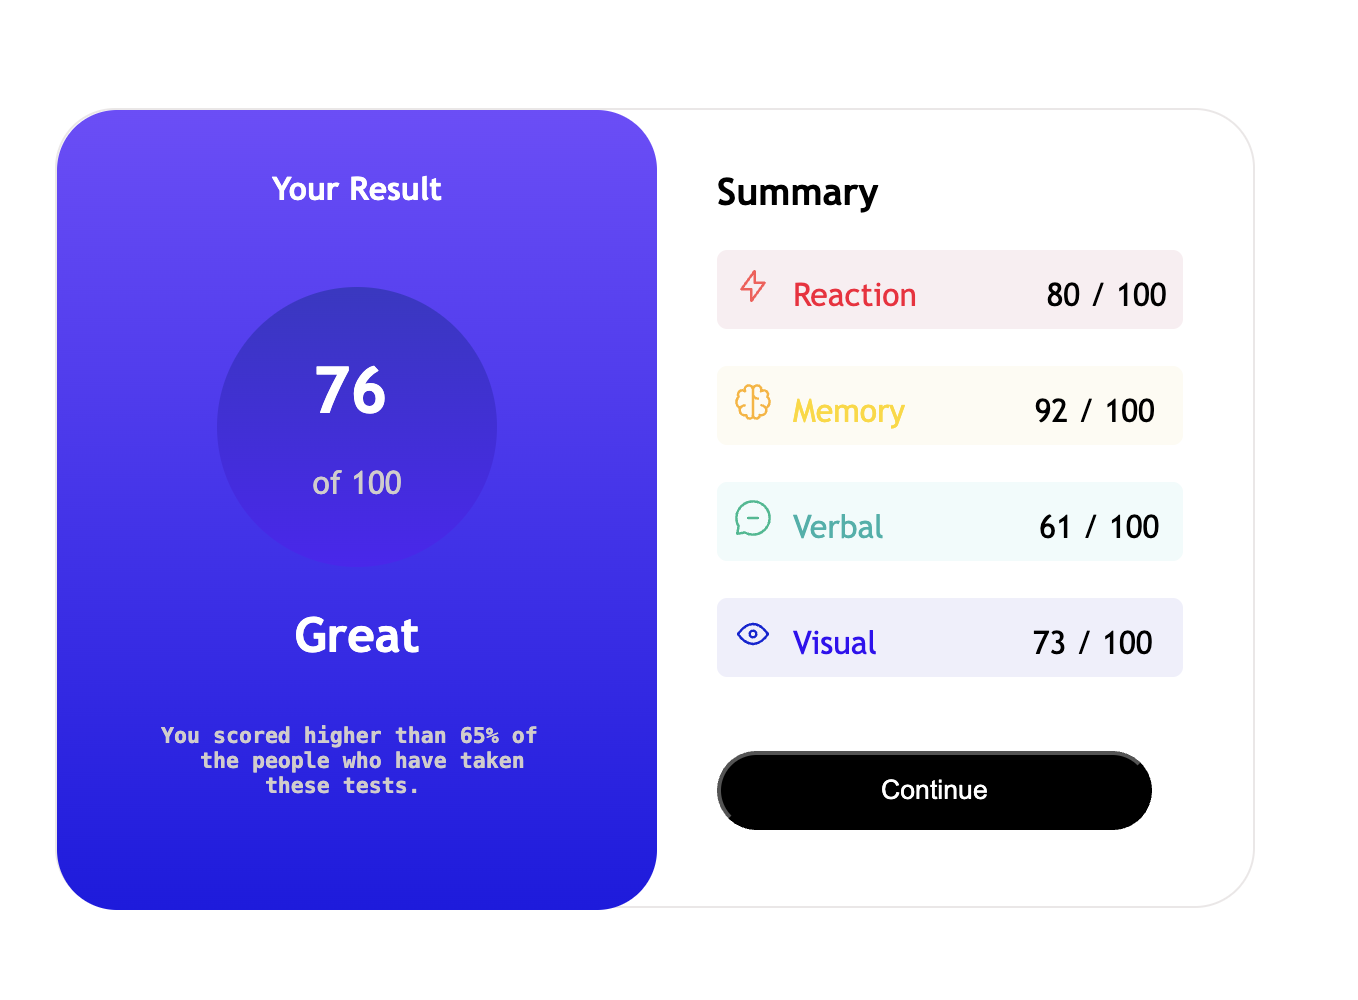 Your Result
76
of 100
Great
You scored higher than 65% of
the people who have taken
these tests.
Summary
Reaction 80 / 100
Memory 92 / 100
Verbal 61 / 100
Visual 73 / 100
Continue